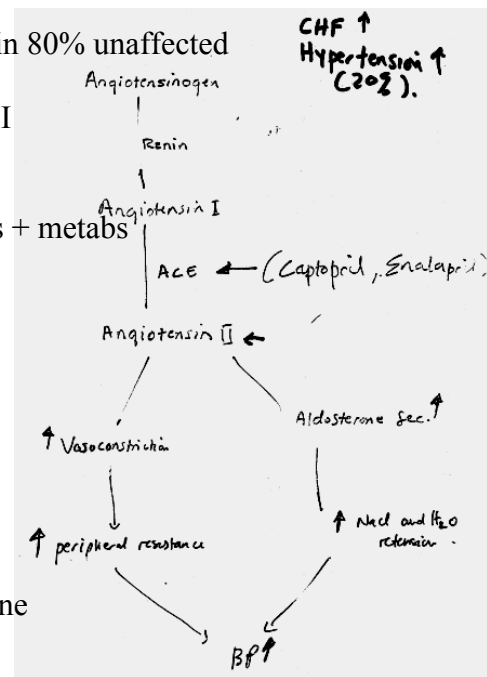 CHF ↑
in 80% unaffected
Hypertension ↑
(20%).
Angiotensinogen
I
Renin
Angiotensin I
s + metabs
ACE ← (Captopril, Enalapril)
Angiotensin II ←
Aldosterone Sec. ↑
↑ Vasoconstriction
↑ NaCl and H₂O
retension.
↑ peripheral resistance
ne
BP ↑